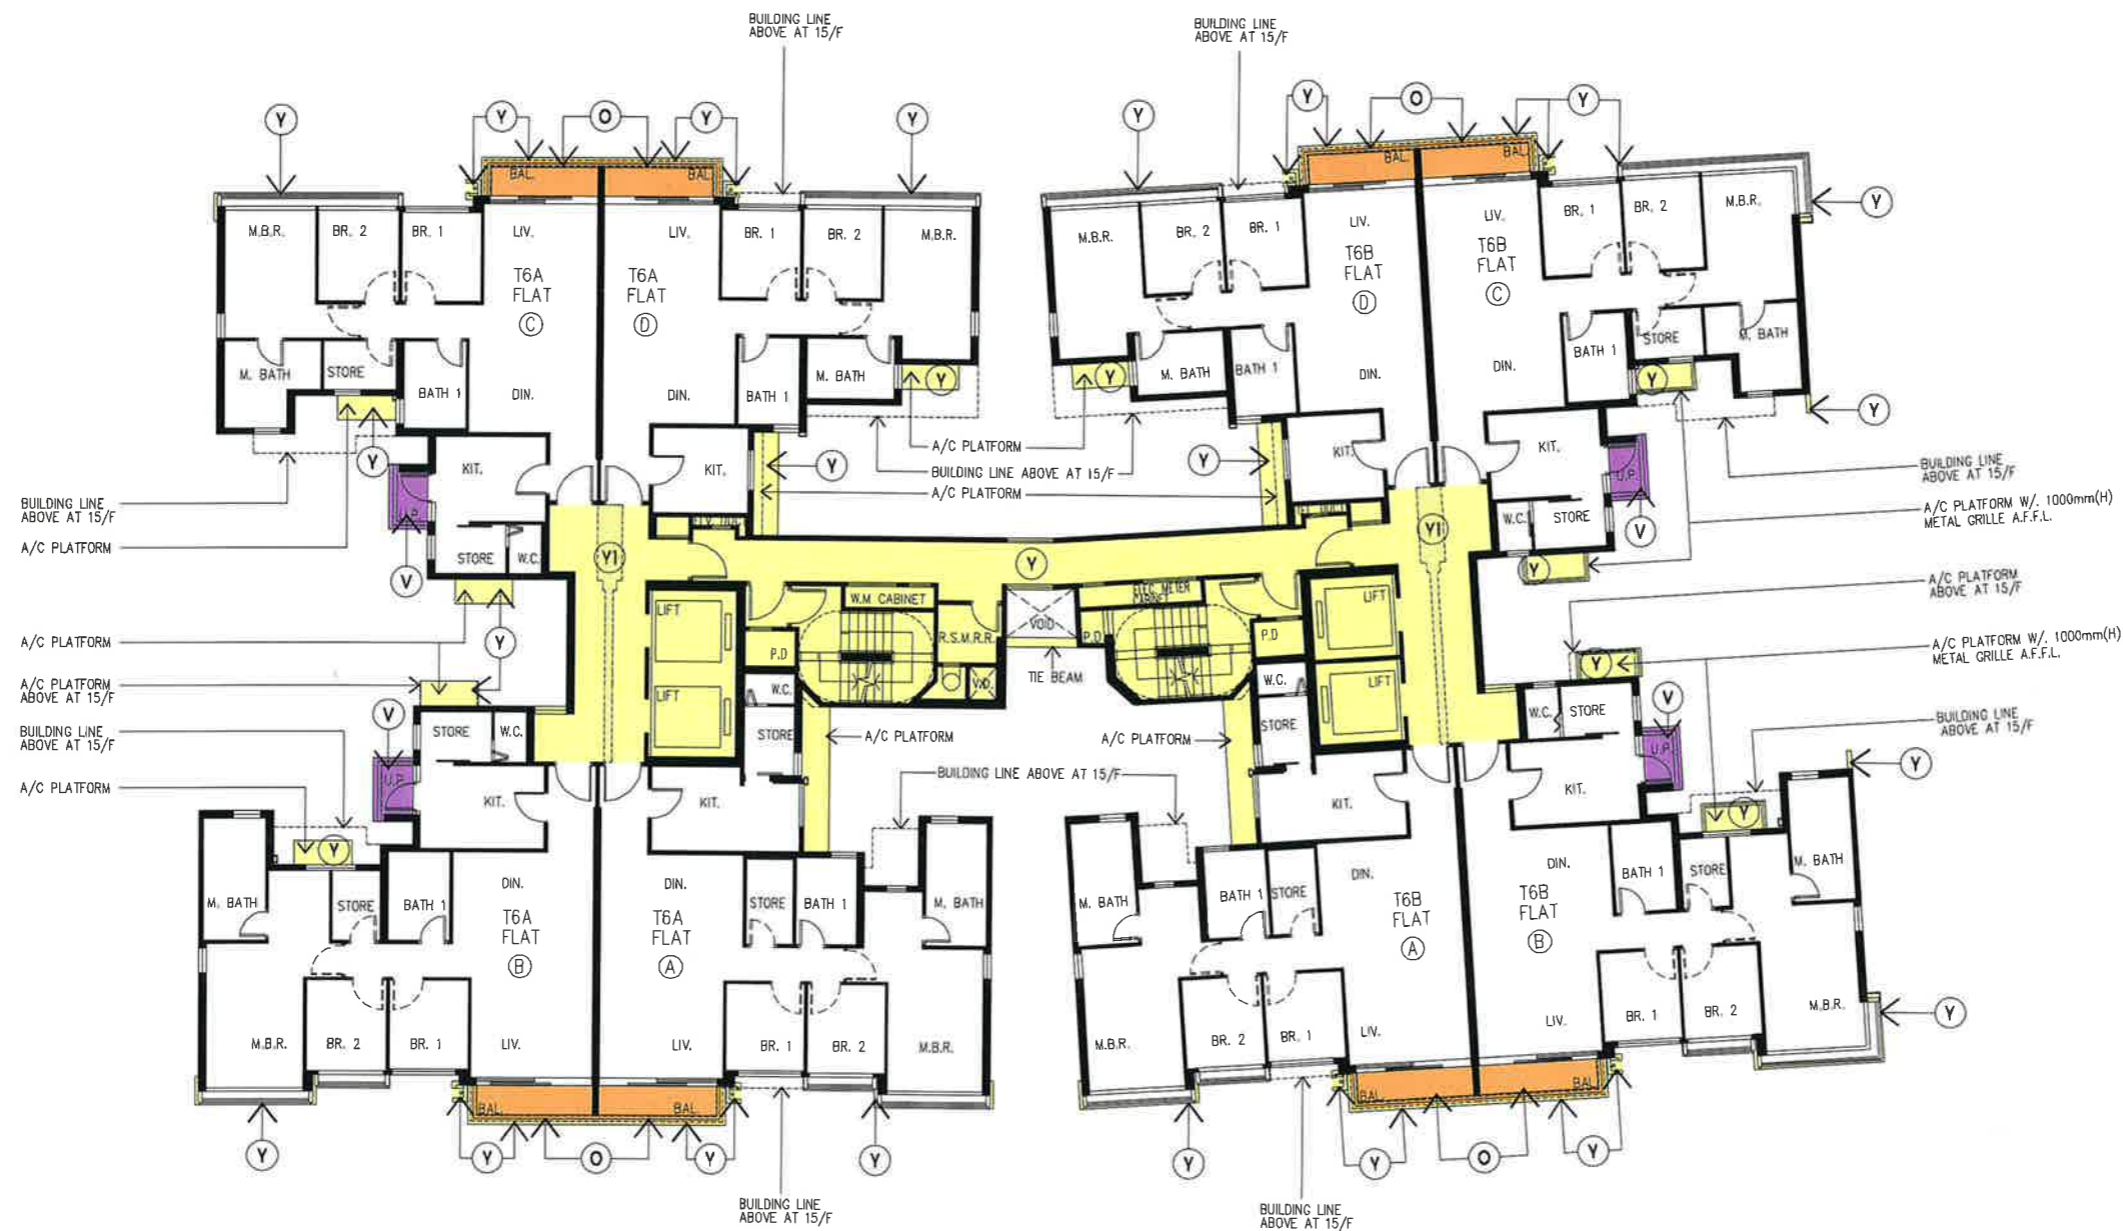 BUILDING LINE
ABOVE AT 15/F
BUILDING LINE
ABOVE AT 15/F
Y
Y
O
Y
Y
Y
Y
O
Y
Y
BAL.
BAL.
BAL.
BAL.
M.B.R.
BR. 2
BR. 1
LIV.
LIV.
BR. 1
BR. 2
M.B.R.
M.B.R.
BR. 2
BR. 1
LIV.
LIV.
BR. 1
BR. 2
M.B.R.
T6A
FLAT
C
T6A
FLAT
D
T6B
FLAT
D
T6B
FLAT
C
M. BATH
STORE
BATH 1
DIN.
DIN.
BATH 1
M. BATH
Y
Y
M. BATH
BATH 1
DIN.
DIN.
BATH 1
STORE
M. BATH
Y
Y
Y
KIT.
KIT.
Y
A/C PLATFORM
BUILDING LINE ABOVE AT 15/F
A/C PLATFORM
Y
KIT.
KIT.
U.P.
BUILDING LINE
ABOVE AT 15/F
A/C PLATFORM
BUILDING LINE
ABOVE AT 15/F
A/C PLATFORM W/. 1000mm(H)
METAL GRILLE A.F.F.L.
V
STORE
W.C.
Y1
Y
Y1
W.C.
STORE
V
Y
LIFT
W.M CABINET
ELEC. METER
CABINET
LIFT
A/C PLATFORM
ABOVE AT 15/F
A/C PLATFORM
Y
P.D
R.S.M.R.R.
VOID
P.D
P.D
Y
A/C PLATFORM W/. 1000mm(H)
METAL GRILLE A.F.F.L.
A/C PLATFORM
ABOVE AT 15/F
LIFT
W.C.
TIE BEAM
W.C.
LIFT
V
BUILDING LINE
ABOVE AT 15/F
V
STORE
W.C.
STORE
A/C PLATFORM
A/C PLATFORM
STORE
W.C.
STORE
BUILDING LINE
ABOVE AT 15/F
A/C PLATFORM
U.P.
KIT.
KIT.
BUILDING LINE ABOVE AT 15/F
KIT.
KIT.
U.P.
Y
Y
Y
M. BATH
STORE
BATH 1
DIN.
DIN.
STORE
BATH 1
M. BATH
M. BATH
BATH 1
STORE
DIN.
DIN.
BATH 1
STORE
M. BATH
T6A
FLAT
B
T6A
FLAT
A
T6B
FLAT
A
T6B
FLAT
B
M.B.R.
BR. 2
BR. 1
LIV.
LIV.
BR. 1
BR. 2
M.B.R.
M.B.R.
BR. 2
BR. 1
LIV.
LIV.
BR. 1
BR. 2
M.B.R.
Y
BAL.
BAL.
BAL.
BAL.
Y
Y
O
Y
Y
Y
Y
O
Y
BUILDING LINE
ABOVE AT 15/F
BUILDING LINE
ABOVE AT 15/F